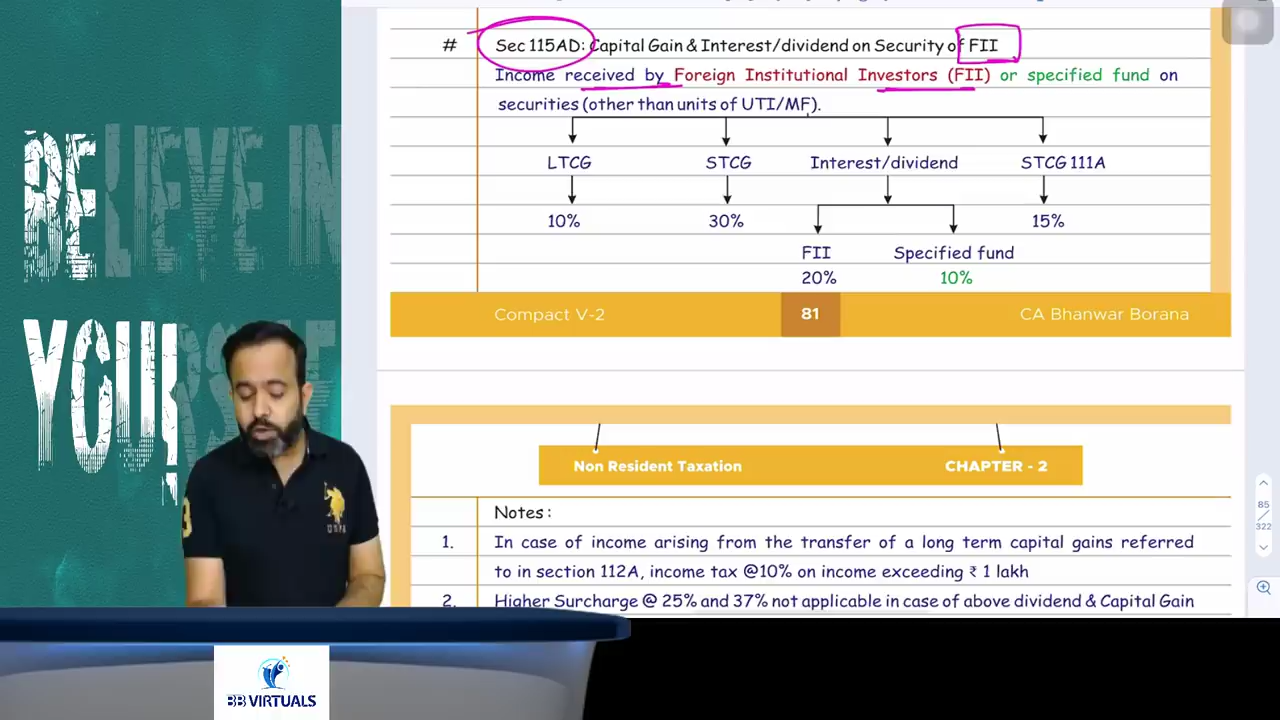 BELIEVE IN
YOURSELF
!
# Sec 115AD: Capital Gain & Interest/dividend on Security of FII
Income received by Foreign Institutional Investors (FII) or specified fund on
securities (other than units of UTI/MF).
LTCG STCG Interest/dividend STCG 111A
10% 30% 15%
FII Specified fund
20% 10%
Compact V-2 81 CA Bhanwar Borana
Non Resident Taxation CHAPTER - 2
Notes :
1. In case of income arising from the transfer of a long term capital gains referred
to in section 112A, income tax @10% on income exceeding ₹ 1 lakh
2. Higher Surcharge @ 25% and 37% not applicable in case of above dividend & Capital Gain
85
/
322
3
BB VIRTUALS